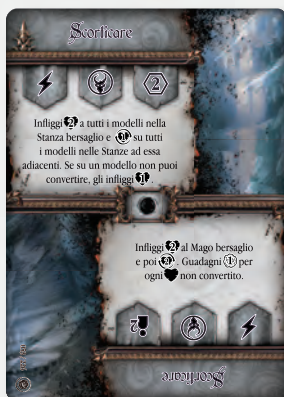 Scorticare
2
Infliggi 2 a tutti i modelli nella
Stanza bersaglio e 1 su tutti
i modelli nelle Stanze ad essa
adiacenti. Se su un modello non puoi
convertire, gli infliggi 1.
Infliggi 2 al Mago bersaglio
e poi 2. Guadagni 1 per
ogni non convertito.
2!
Scorticare